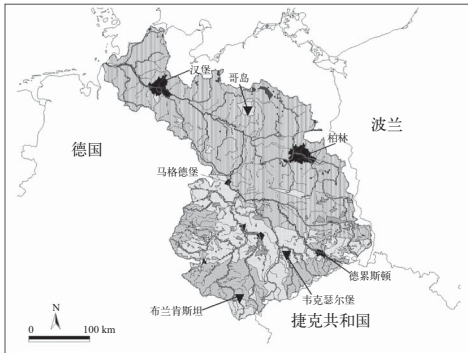 汉堡
哥岛
波兰
柏林
德国
马格德堡
德累斯顿
韦克瑟尔堡
布兰肯斯坦
捷克共和国
N
0 100 km